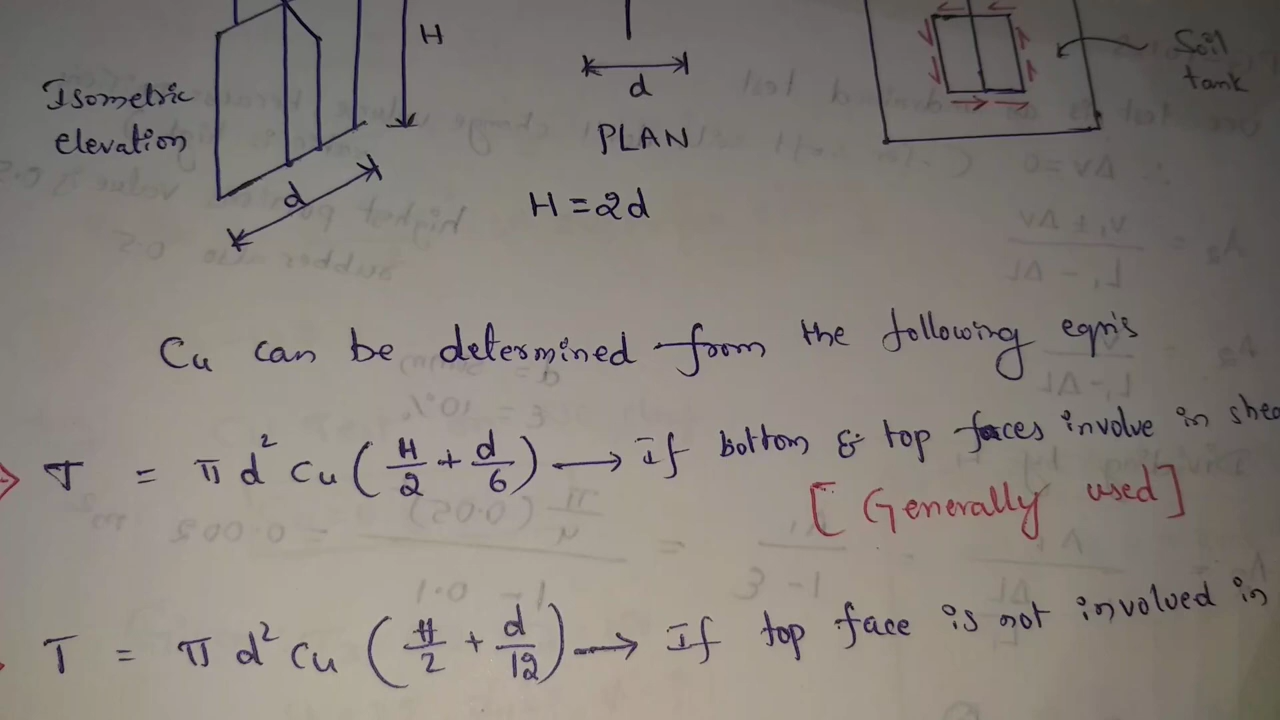 H
Isometric
elevation
d
d
PLAN
H = 2d
Soil
tank
Cu can be determined from the following eqn's
T = π d² Cu ( H/2 + d/6 ) → If bottom & top faces involve in shea
[ Generally used ]
T = π d² Cu ( H/2 + d/12 ) → If top face is not involved in